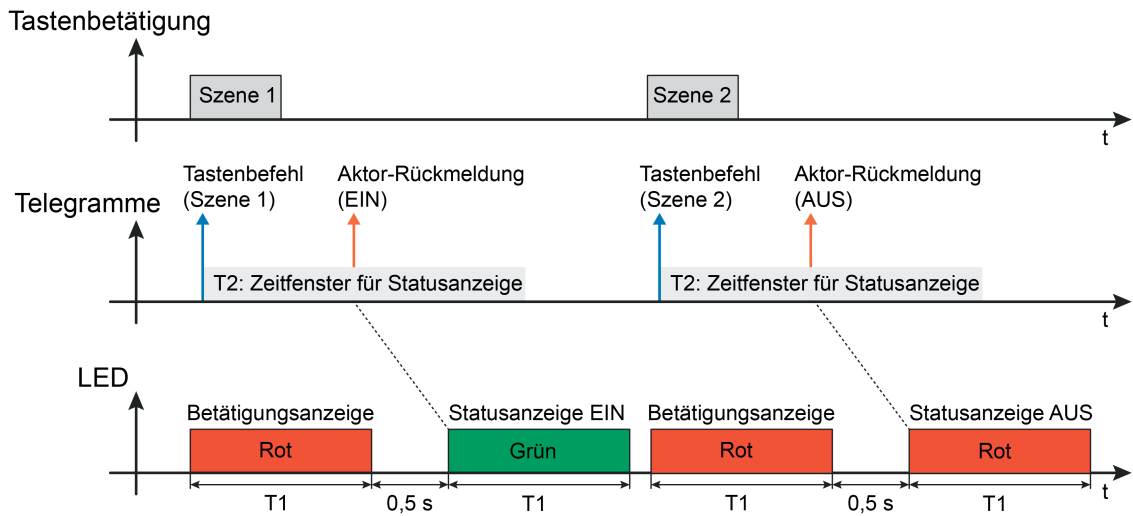 Tastenbetätigung
Szene 1
Szene 2
t
Tastenbefehl
(Szene 1)
Aktor-Rückmeldung
(EIN)
Tastenbefehl
(Szene 2)
Aktor-Rückmeldung
(AUS)
Telegramme
T2: Zeitfenster für Statusanzeige
T2: Zeitfenster für Statusanzeige
t
LED
Betätigungsanzeige
Statusanzeige EIN
Betätigungsanzeige
Statusanzeige AUS
Rot
Grün
Rot
Rot
t
T1
0,5 s
T1
T1
0,5 s
T1